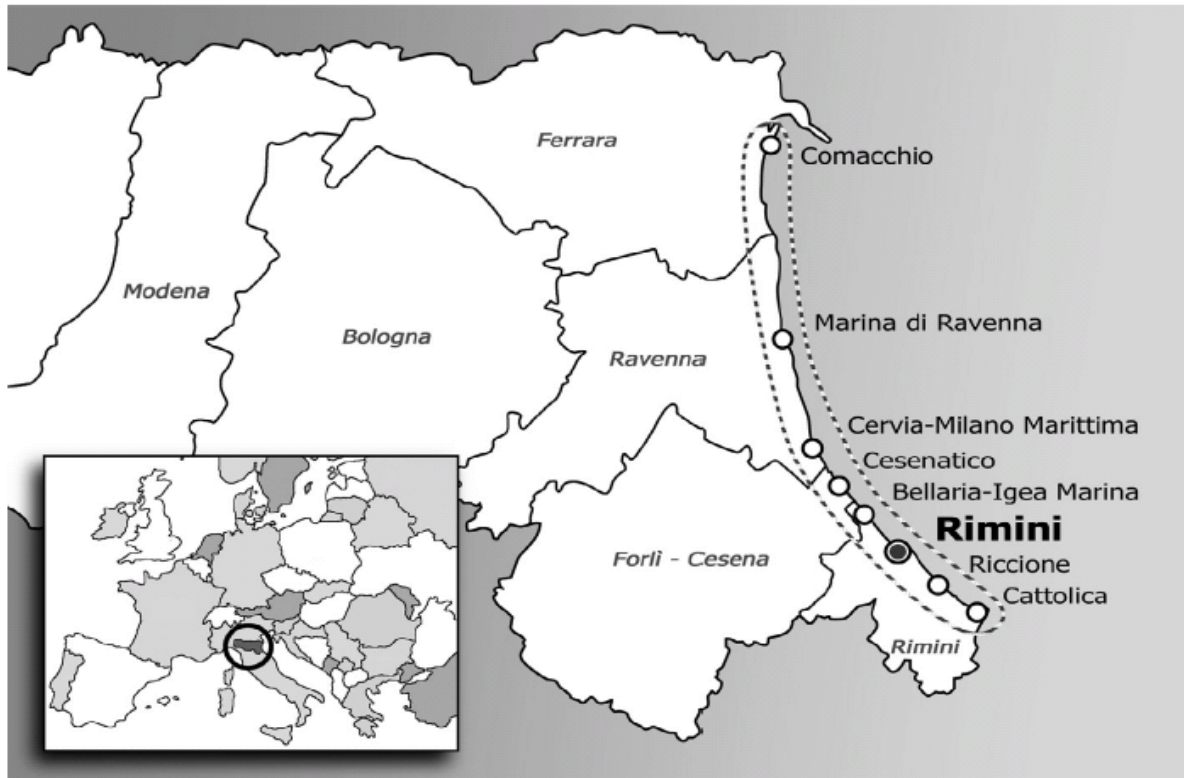 Ferrara
Comacchio
Modena
Marina di Ravenna
Bologna
Ravenna
Cervia-Milano Marittima
Cesenatico
Bellaria-Igea Marina
Rimini
Forlì - Cesena
Riccione
Cattolica
Rimini